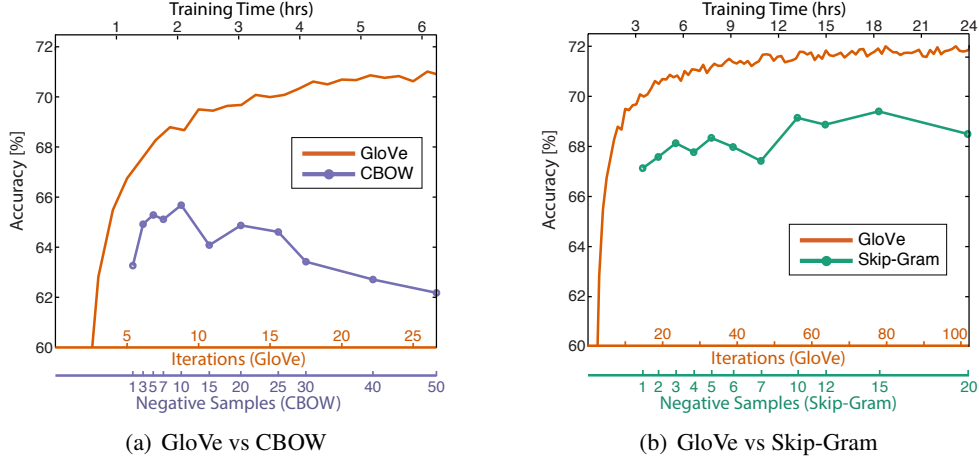 Training Time (hrs)
1 2 3 4 5 6
72
70
68
66
64
62
60
Accuracy [%]
GloVe
CBOW
5 10 15 20 25
Iterations (GloVe)
1 3 5 7 10 15 20 25 30 40 50
Negative Samples (CBOW)
(a) GloVe vs CBOW
Training Time (hrs)
3 6 9 12 15 18 21 24
72
70
68
66
64
62
60
Accuracy [%]
GloVe
Skip-Gram
20 40 60 80 100
Iterations (GloVe)
1 2 3 4 5 6 7 10 12 15 20
Negative Samples (Skip-Gram)
(b) GloVe vs Skip-Gram